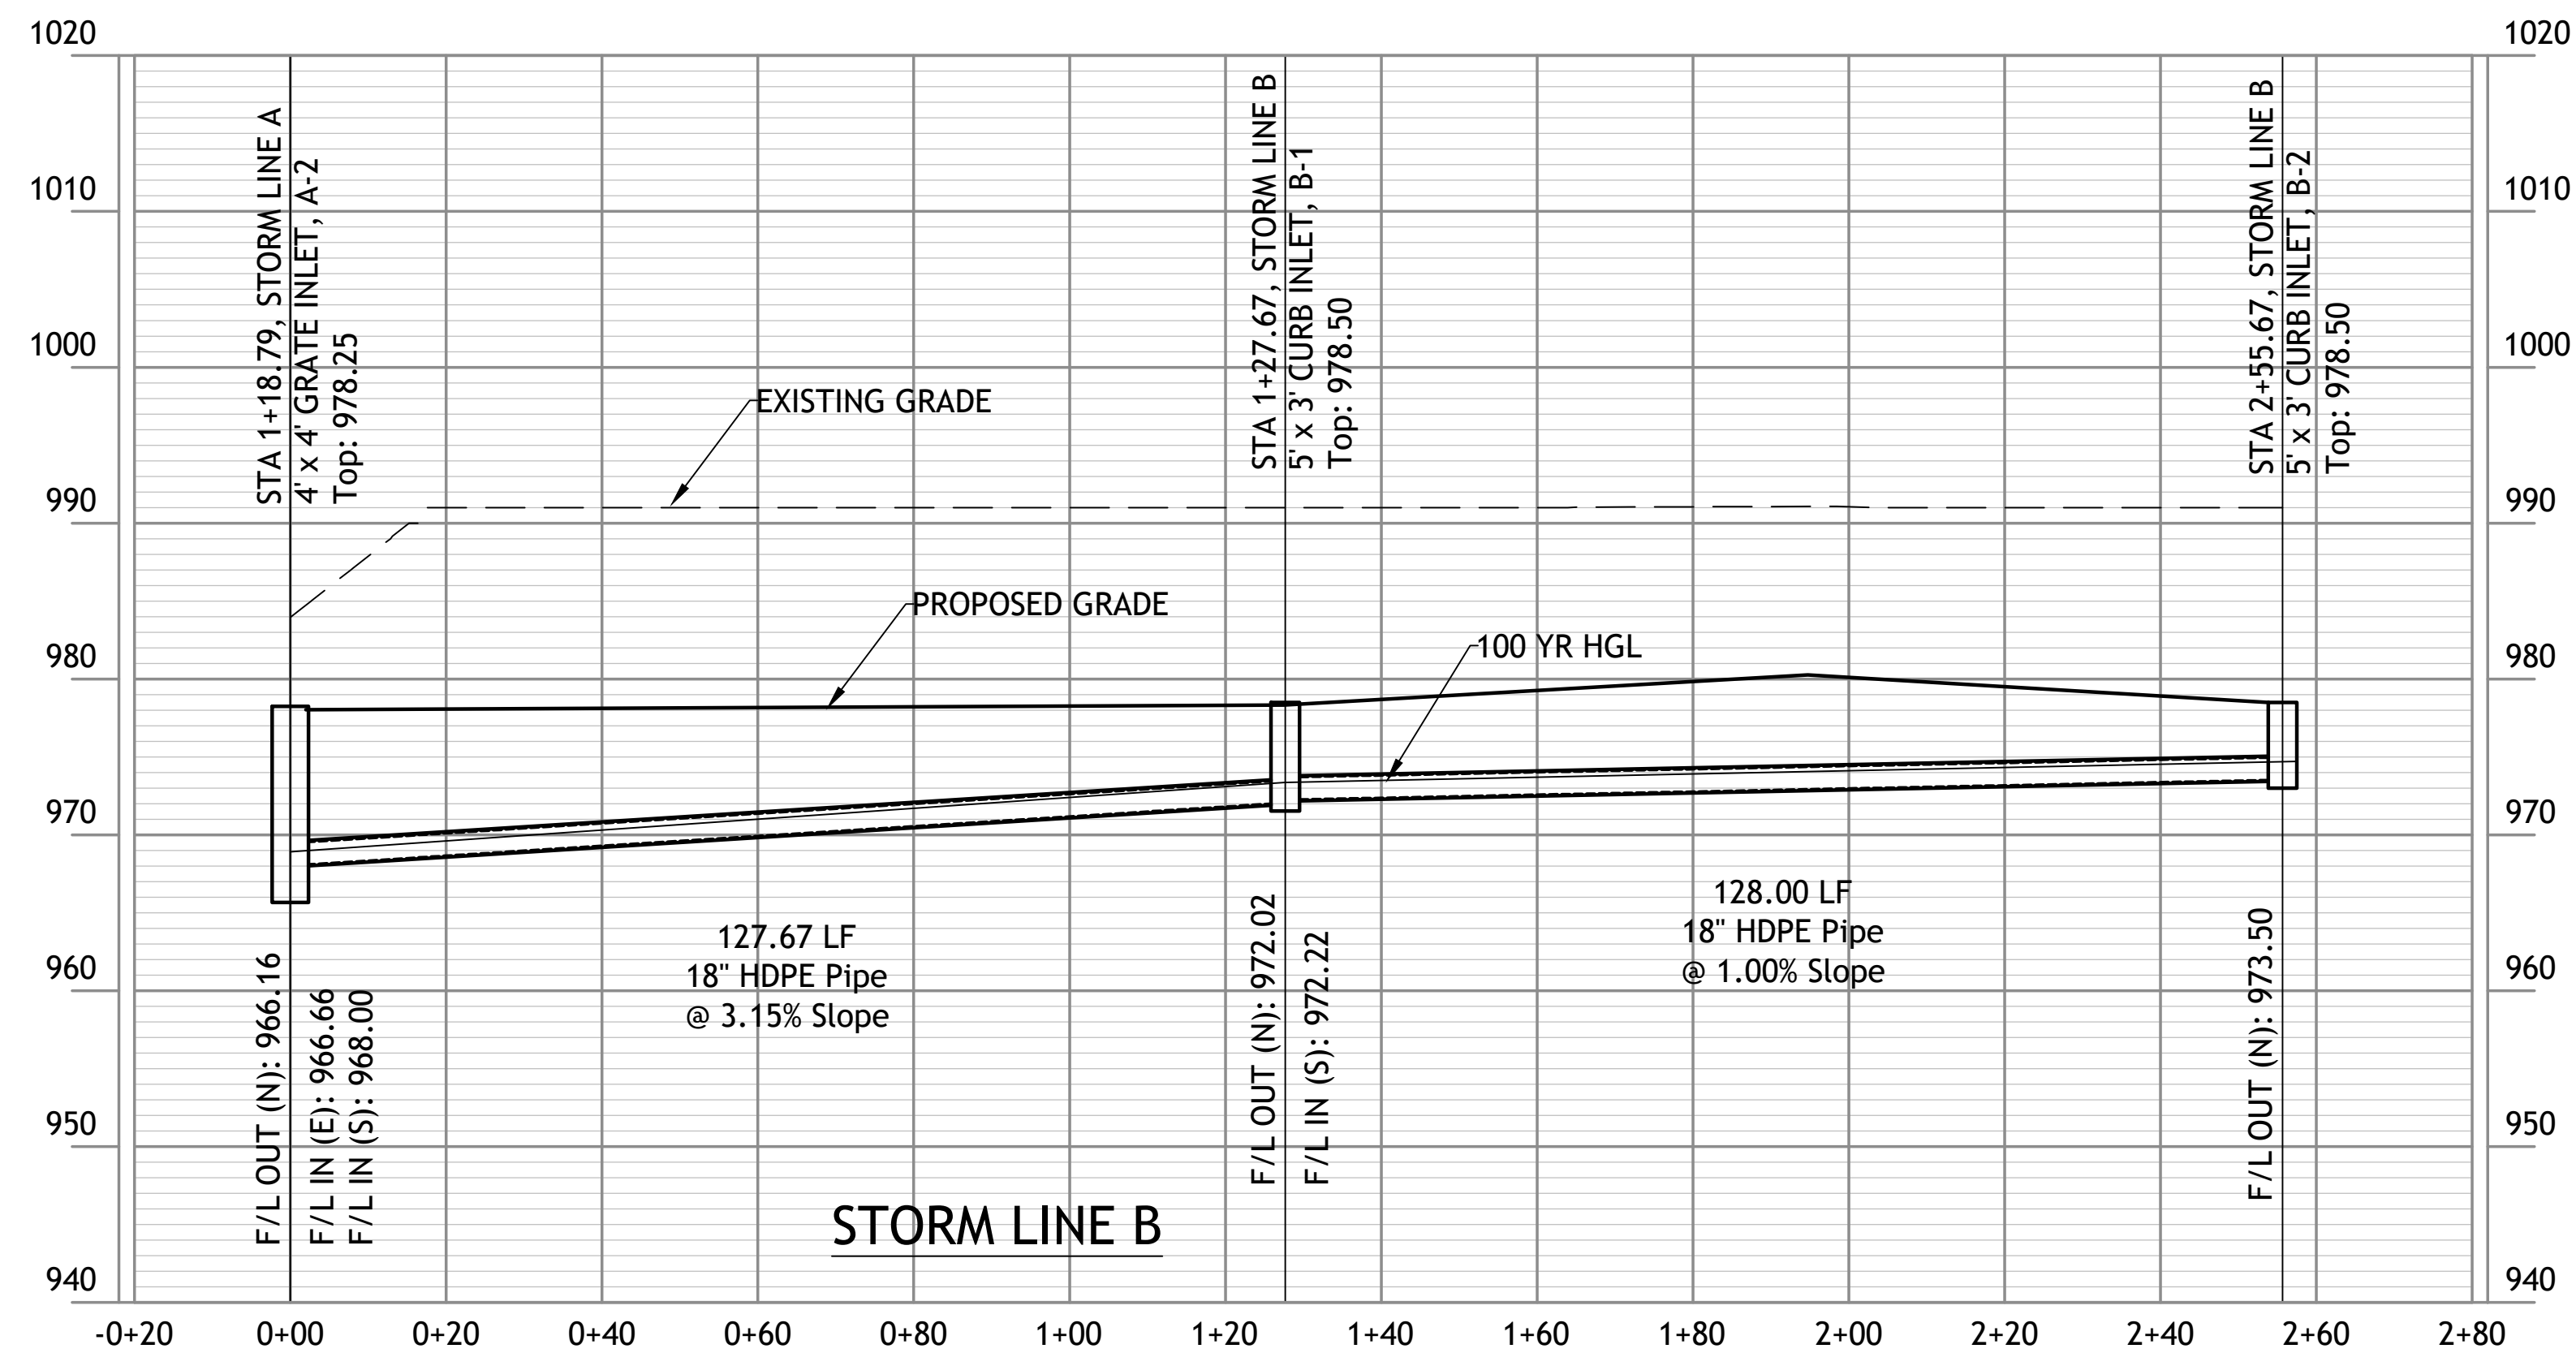 1020
1010
1000
990
980
970
960
950
940
1020
1010
1000
990
980
970
960
950
940
STA 1+18.79, STORM LINE A
4' x 4' GRATE INLET, A-2
Top: 978.25
STA 1+27.67, STORM LINE B
5' x 3' CURB INLET, B-1
Top: 978.50
STA 2+55.67, STORM LINE B
5' x 3' CURB INLET, B-2
Top: 978.50
EXISTING GRADE
PROPOSED GRADE
100 YR HGL
127.67 LF
18" HDPE Pipe
@ 3.15% Slope
128.00 LF
18" HDPE Pipe
@ 1.00% Slope
F/L OUT (N): 966.16
F/L IN (E): 966.66
F/L IN (S): 968.00
F/L OUT (N): 972.02
F/L IN (S): 972.22
F/L OUT (N): 973.50
STORM LINE B
-0+20 0+00 0+20 0+40 0+60 0+80 1+00 1+20 1+40 1+60 1+80 2+00 2+20 2+40 2+60 2+80